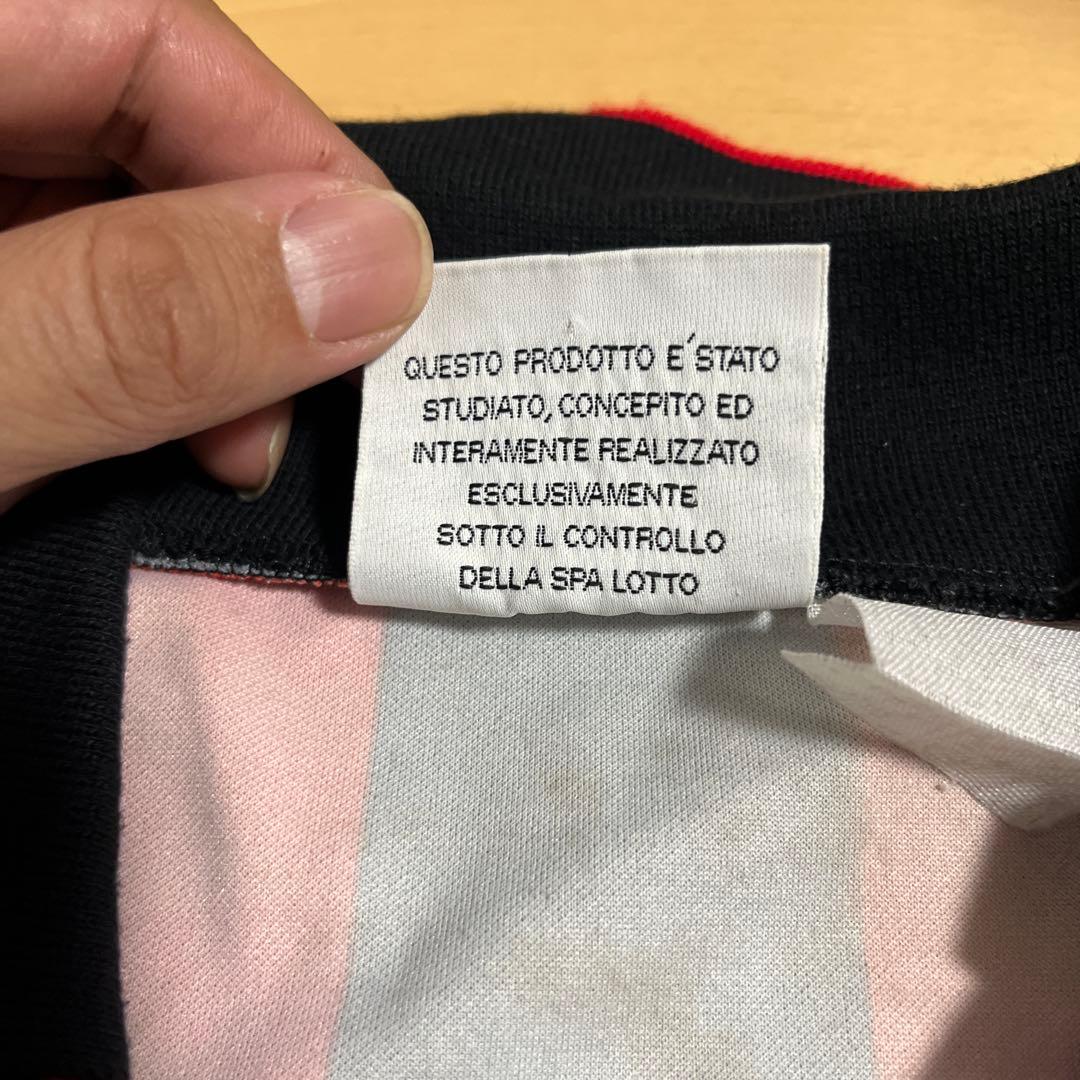 QUESTO PRODOTTO E´STATO
STUDIATO, CONCEPITO ED
INTERAMENTE REALIZZATO
ESCLUSIVAMENTE
SOTTO IL CONTROLLO
DELLA SPA LOTTO